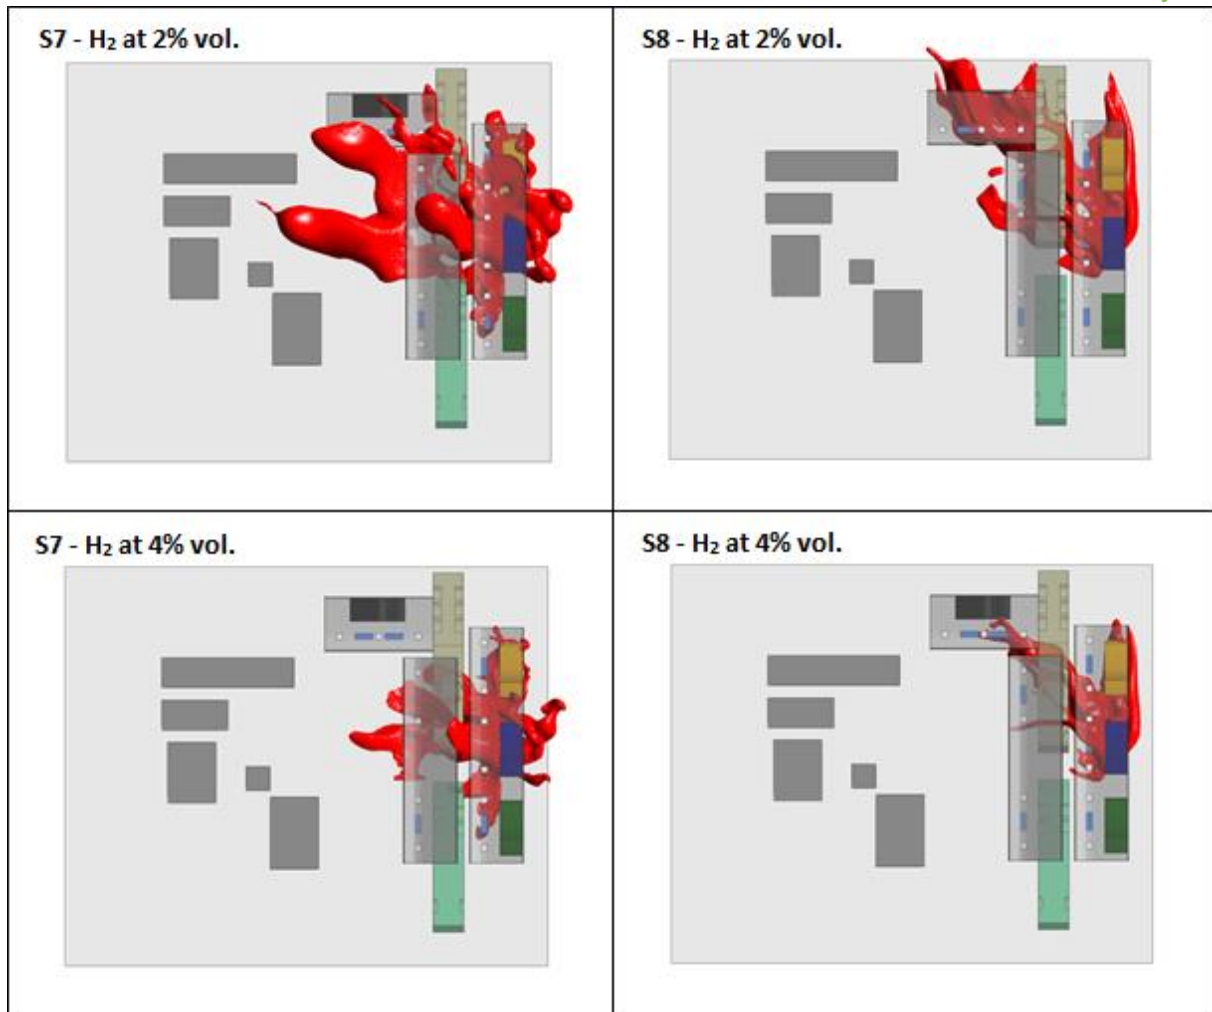 S7 - H₂ at 2% vol.
S8 - H₂ at 2% vol.
S7 - H₂ at 4% vol.
S8 - H₂ at 4% vol.